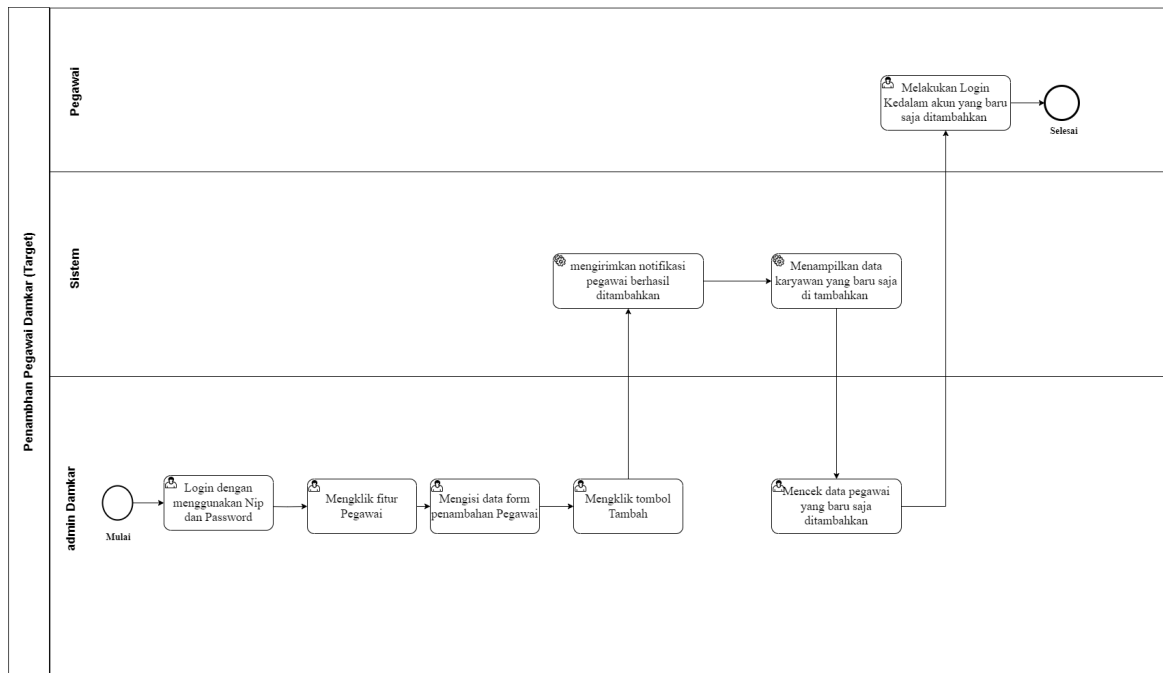 Penambhan Pegawai Damkar (Target)
Pegawai
Melakukan Login
Kedalam akun yang baru
saja ditambahkan
Selesai
Sistem
mengirimkan notifikasi
pegawai berhasil
ditambahkan
Menampilkan data
karyawan yang baru saja
di tambahkan
admin Damkar
Mulai
Login dengan
menggunakan Nip
dan Password
Mengklik fitur
Pegawai
Mengisi data form
penambahan Pegawai
Mengklik tombol
Tambah
Mencek data pegawai
yang baru saja
ditambahkan